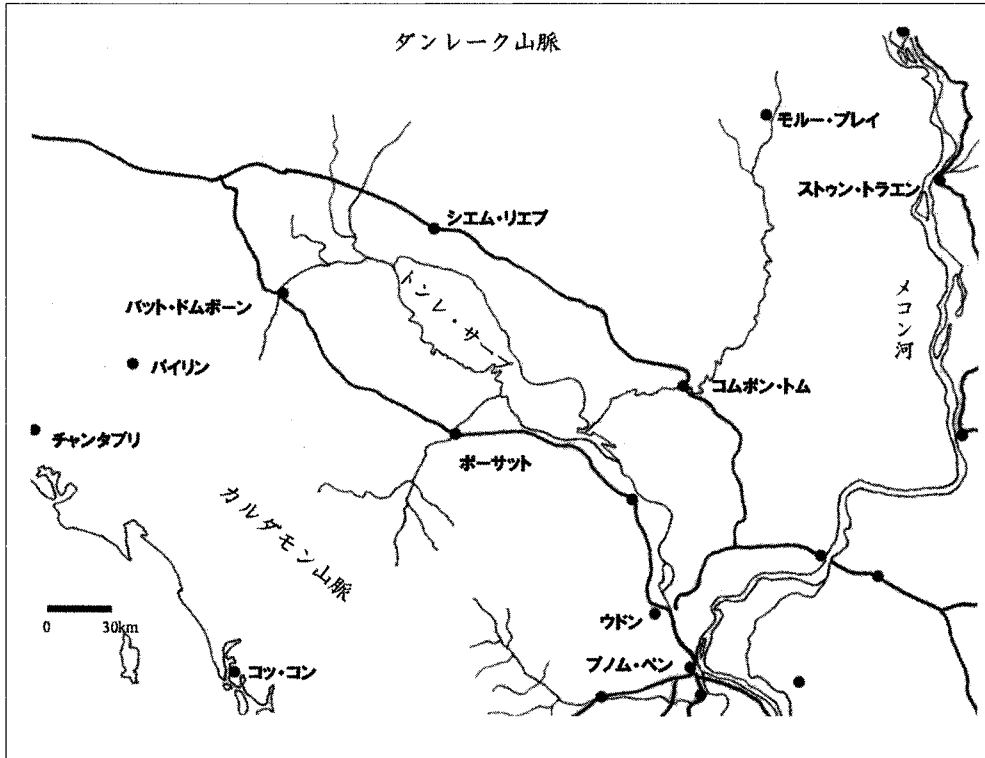 ダンレーク山脈
モルー・プレイ
ストゥン・トラエン
シエム・リエプ
トンレ・サープ
メコン河
バット・ドムボーン
パイリン
コムポン・トム
チャンタブリ
ポーサット
カルダモン山脈
0 30km
ウドン
プノム・ペン
コッ・コン